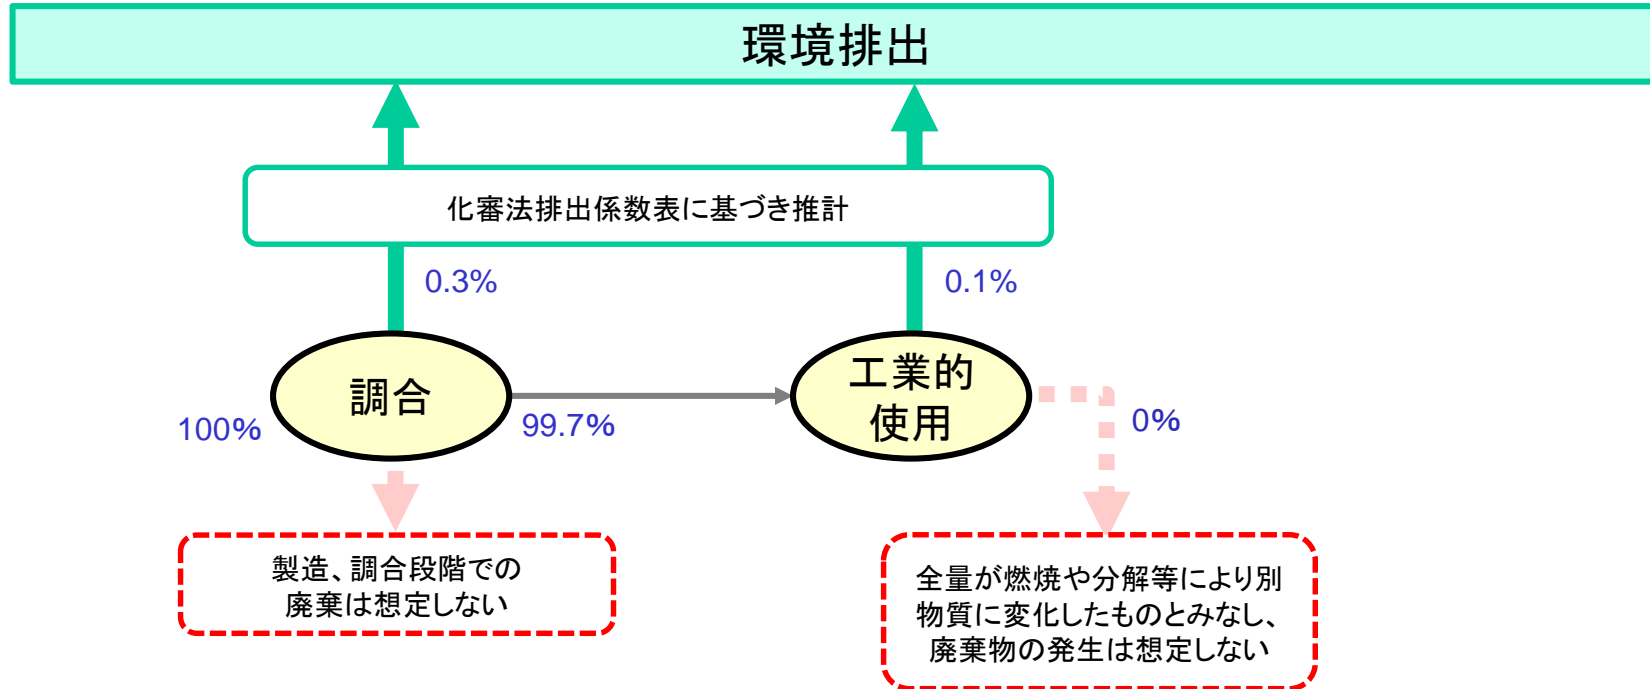 環境排出
化審法排出係数表に基づき推計
0.3%
0.1%
調合
工業的
使用
100%
99.7%
0%
製造、調合段階での
廃棄は想定しない
全量が燃焼や分解等により別
物質に変化したものとみなし、
廃棄物の発生は想定しない